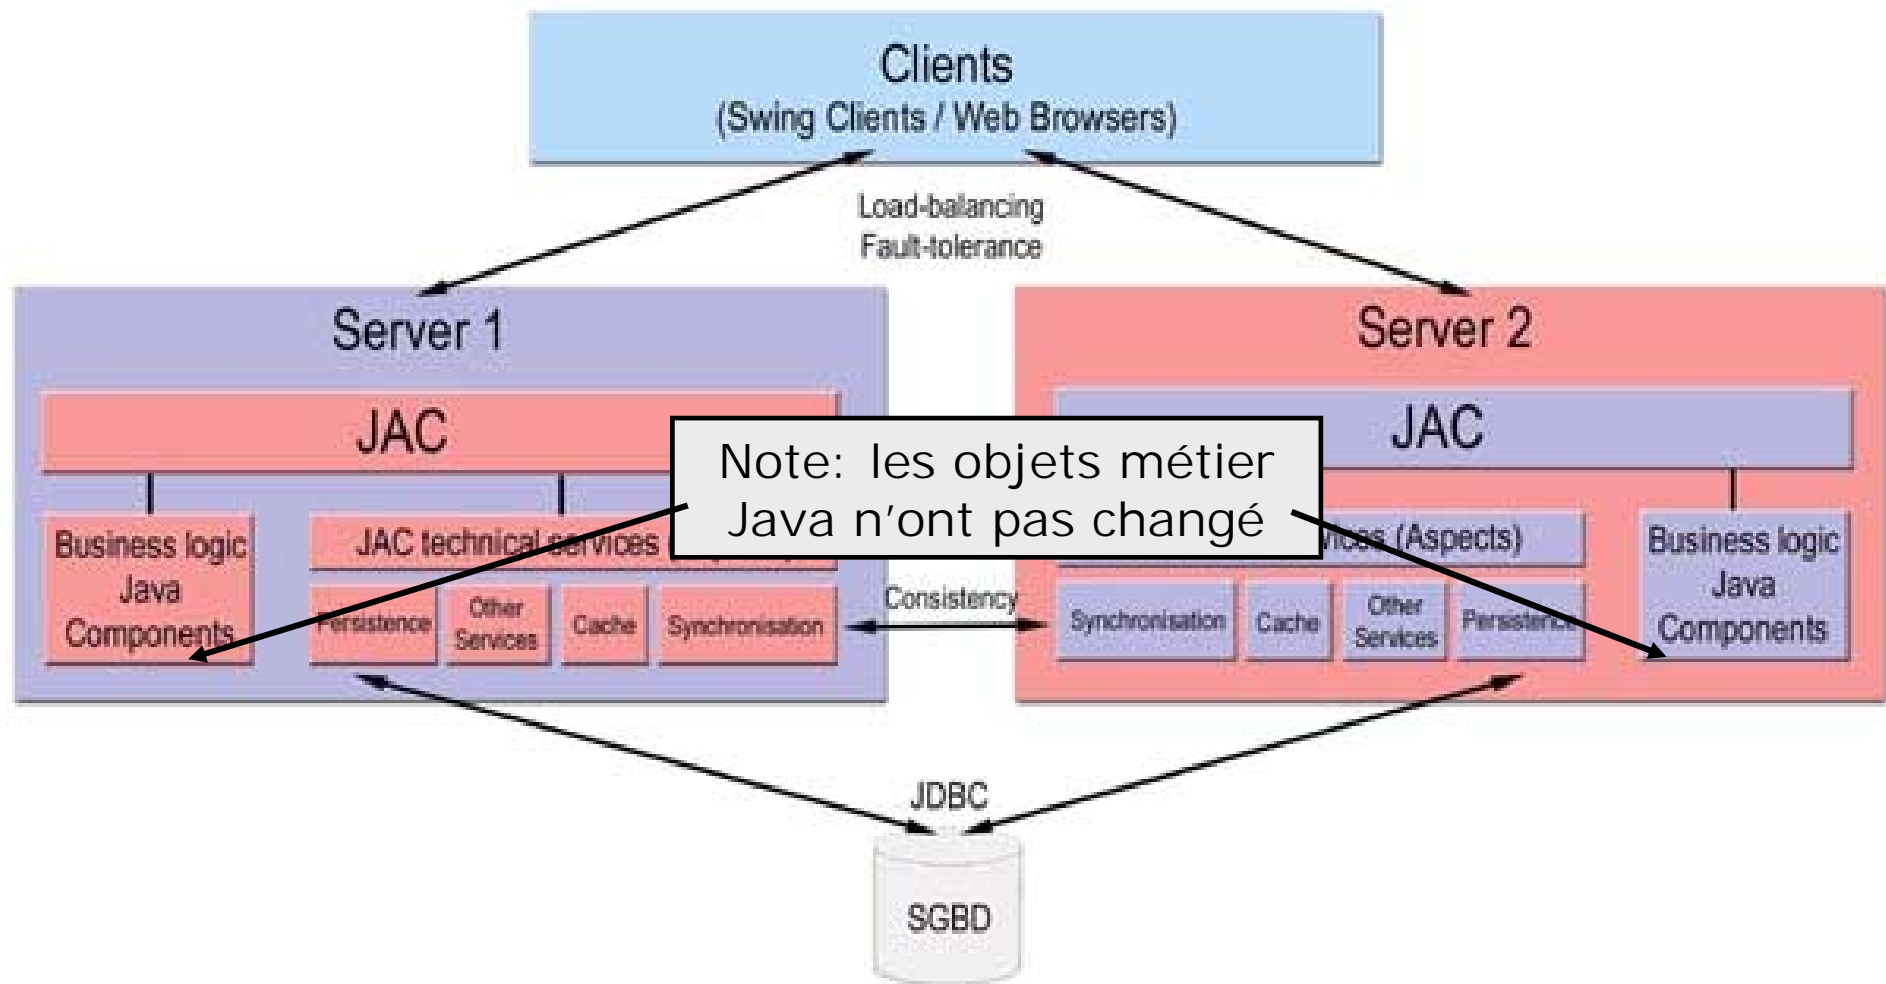 Clients
(Swing Clients / Web Browsers)
Load-balancing
Fault-tolerance
Server 1
Server 2
JAC
JAC
Note: les objets métier
Java n'ont pas changé
Business logic
Java
Components
JAC technical services
Persistence
Other
Services
Cache
Synchronisation
Consistency
(Aspects)
Synchronisation
Cache
Other
Services
Persistence
Business logic
Java
Components
JDBC
SGBD